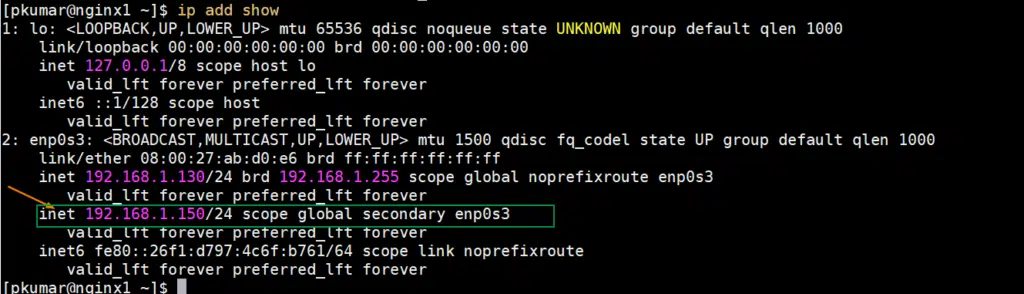 [pkumar@nginx1 ~]$ ip add show
1: lo: <LOOPBACK,UP,LOWER_UP> mtu 65536 qdisc noqueue state UNKNOWN group default qlen 1000
link/loopback 00:00:00:00:00:00 brd 00:00:00:00:00:00
inet 127.0.0.1/8 scope host lo
valid_lft forever preferred_lft forever
inet6 ::1/128 scope host
valid_lft forever preferred_lft forever
2: enp0s3: <BROADCAST,MULTICAST,UP,LOWER_UP> mtu 1500 qdisc fq_codel state UP group default qlen 1000
link/ether 08:00:27:ab:d0:e6 brd ff:ff:ff:ff:ff:ff
inet 192.168.1.130/24 brd 192.168.1.255 scope global noprefixroute enp0s3
valid_lft forever preferred_lft forever
inet 192.168.1.150/24 scope global secondary enp0s3
valid_lft forever preferred_lft forever
inet6 fe80::26f1:d797:4c6f:b761/64 scope link noprefixroute
valid_lft forever preferred_lft forever
[pkumar@nginx1 ~]$